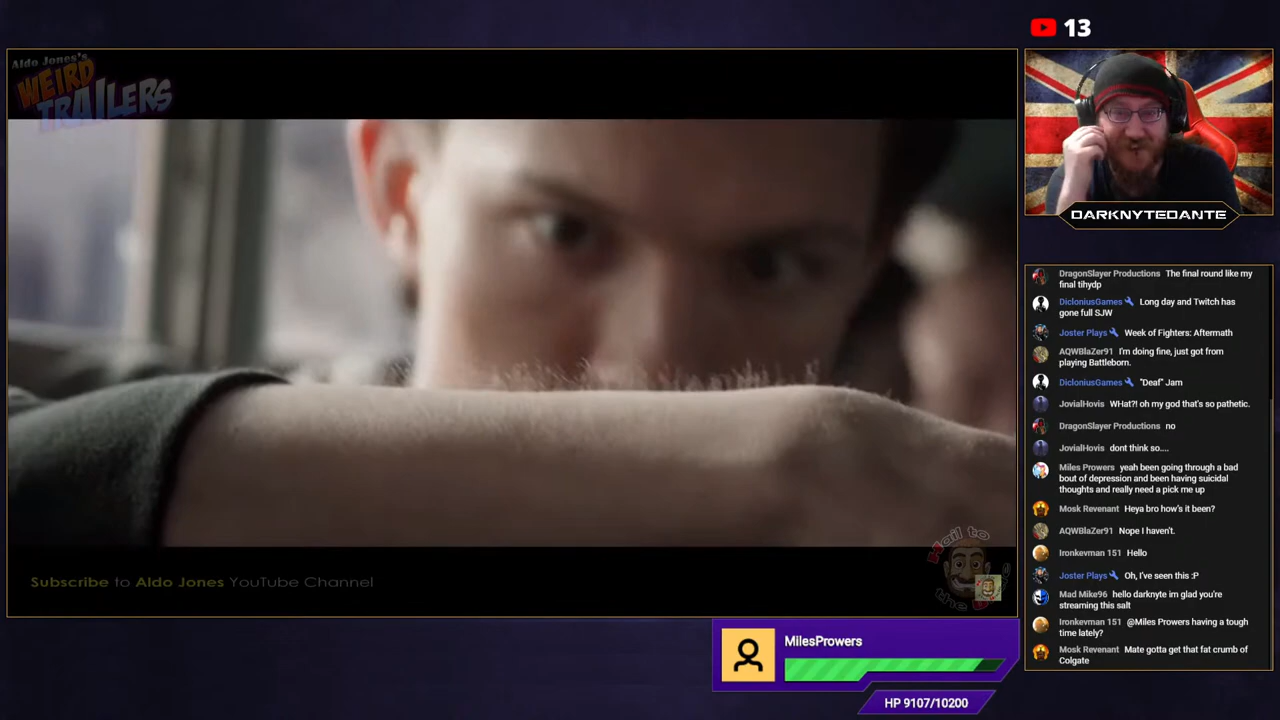 13
Aldo Jones's
WEIRD
TRAILERS
DARKNYTEDANTE
DragonSlayer Productions The final round like my
final tihydp
DicloniusGames Long day and Twitch has
gone full SJW
Joster Plays Week of Fighters: Aftermath
AQWBlaZer91 I'm doing fine, just got from
playing Battleborn.
DicloniusGames "Deaf" Jam
JovialHovis WHat?! oh my god that's so pathetic.
DragonSlayer Productions no
JovialHovis dont think so....
Miles Prowers yeah been going through a bad
bout of depression and been having suicidal
thoughts and really need a pick me up
Mosk Revenant Heya bro how's it been?
AQWBlaZer91 Nope I haven't.
Ironkevman 151 Hello
Joster Plays Oh, I've seen this :P
Mad Mike96 hello darknyte im glad you're
streaming this salt
Ironkevman 151 @Miles Prowers having a tough
time lately?
Mosk Revenant Mate gotta get that fat crumb of
Colgate
Subscribe to Aldo Jones YouTube Channel
Hail to
the
MilesProwers
HP 9107/10200